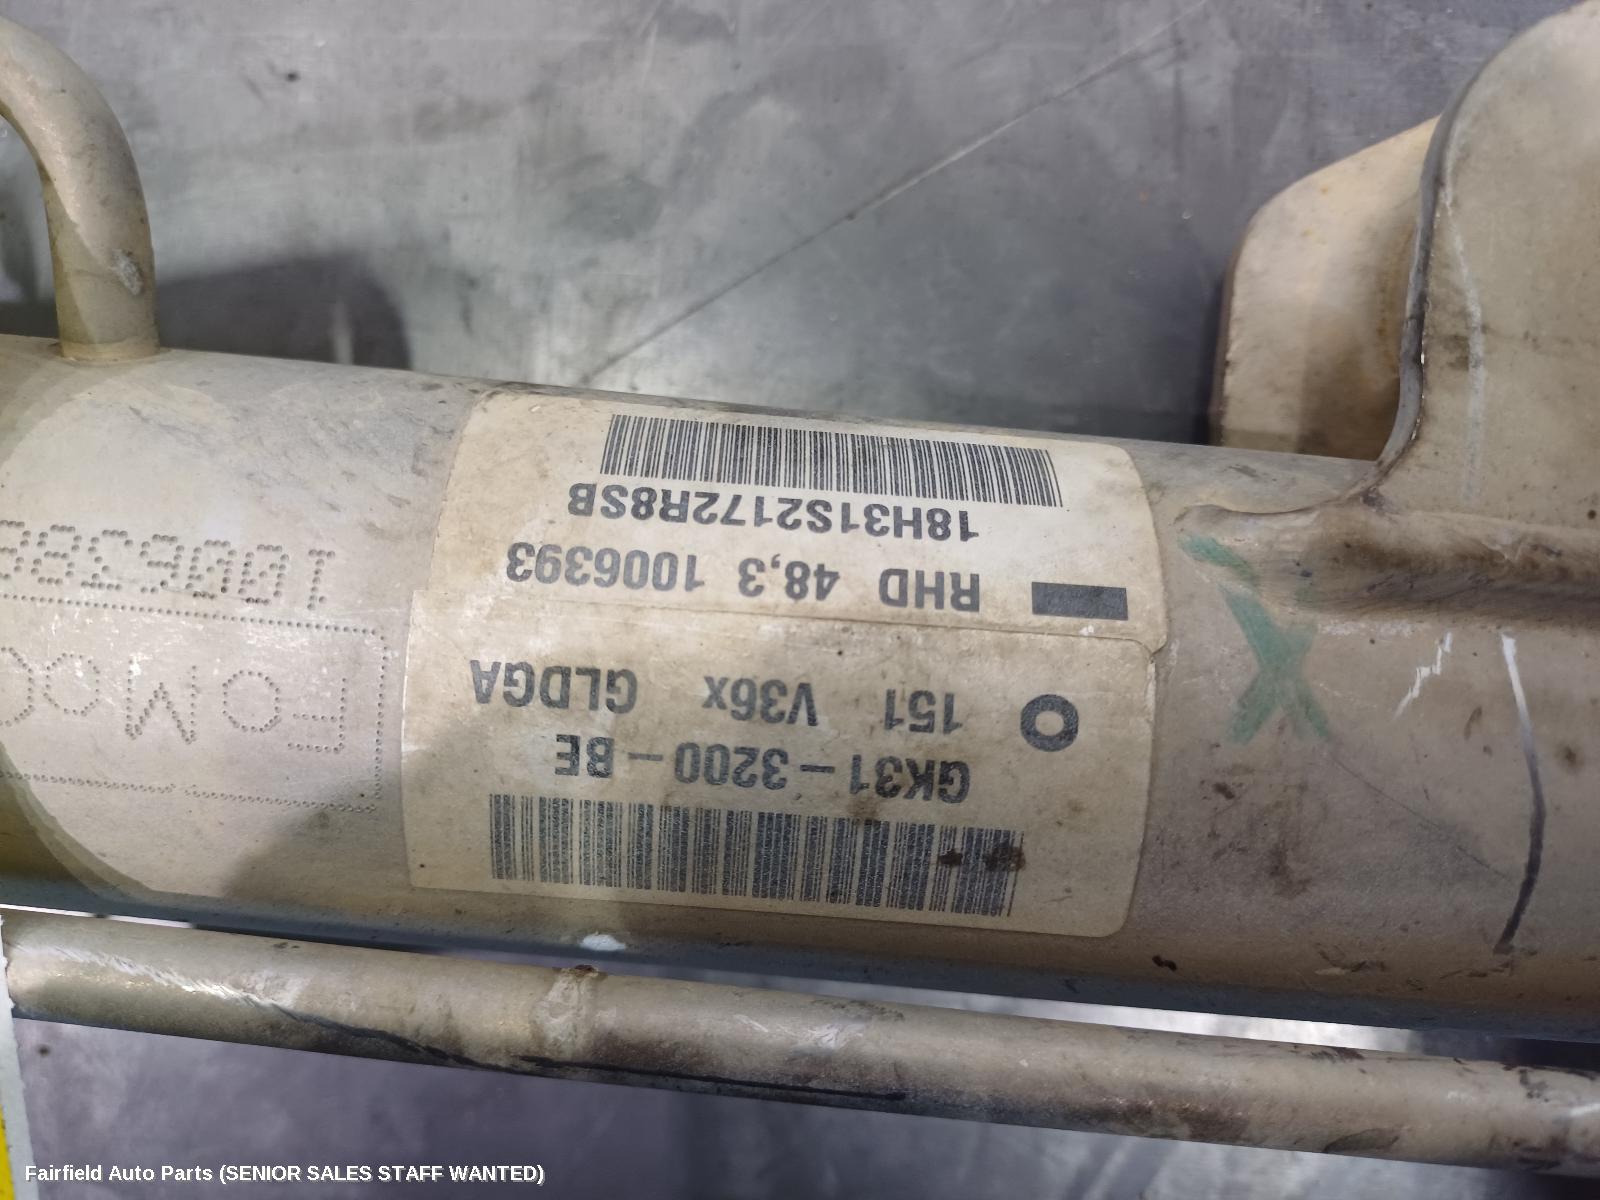 GK31-3200-BE
151 V36x GLDGA
RHD 48,3 1006393
18H31S2172R8SB
Fairfield Auto Parts (SENIOR SALES STAFF WANTED)